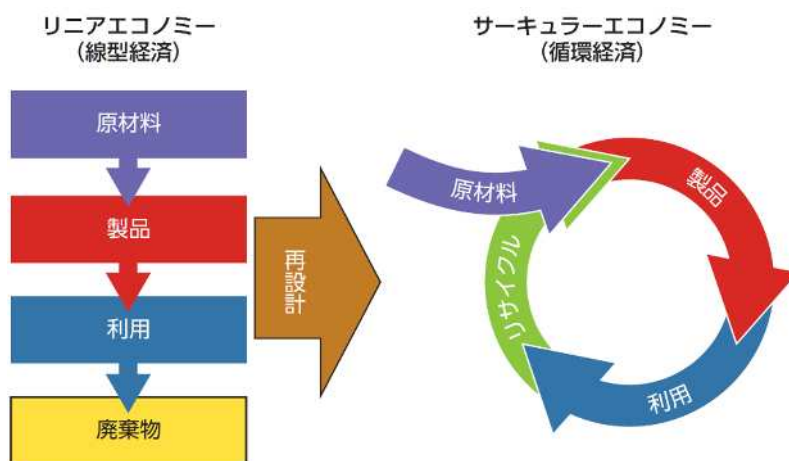 リニアエコノミー
(線型経済)
原材料
製品
利用
廃棄物
再設計
サーキュラーエコノミー
(循環経済)
原材料
製品
利用
リサイクル